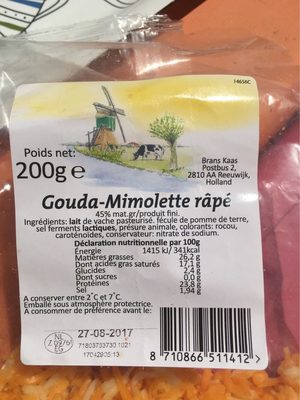 14656C
Poids net:
200g e
Brans Kaas
Postbus 2,
2810 AA Reeuwijk,
Holland
Gouda-Mimolette râpé
45% mat.gr/produit fini.
Ingrédients: lait de vache pasteurisé, fécule de pomme de terre,
sel ferments lactiques, présure animale, colorants: rocou,
caroténoïdes, conservateur: nitrate de sodium.
Déclaration nutritionnelle par 100g
Énergie 1415 kJ/ 341kcal
Matières grasses 26,2 g
Dont acides gras saturés 17,1 g
Glucides 2,4 g
Dont sucres 0,0 g
Protéines 23,8 g
Sel 1,94 g
A conserver entre 2°C et 7°C.
Emballé sous atmosphère protectrice.
A consommer de préférence avant le:
NL
EG
27-08-2017
8 710866 511412 >